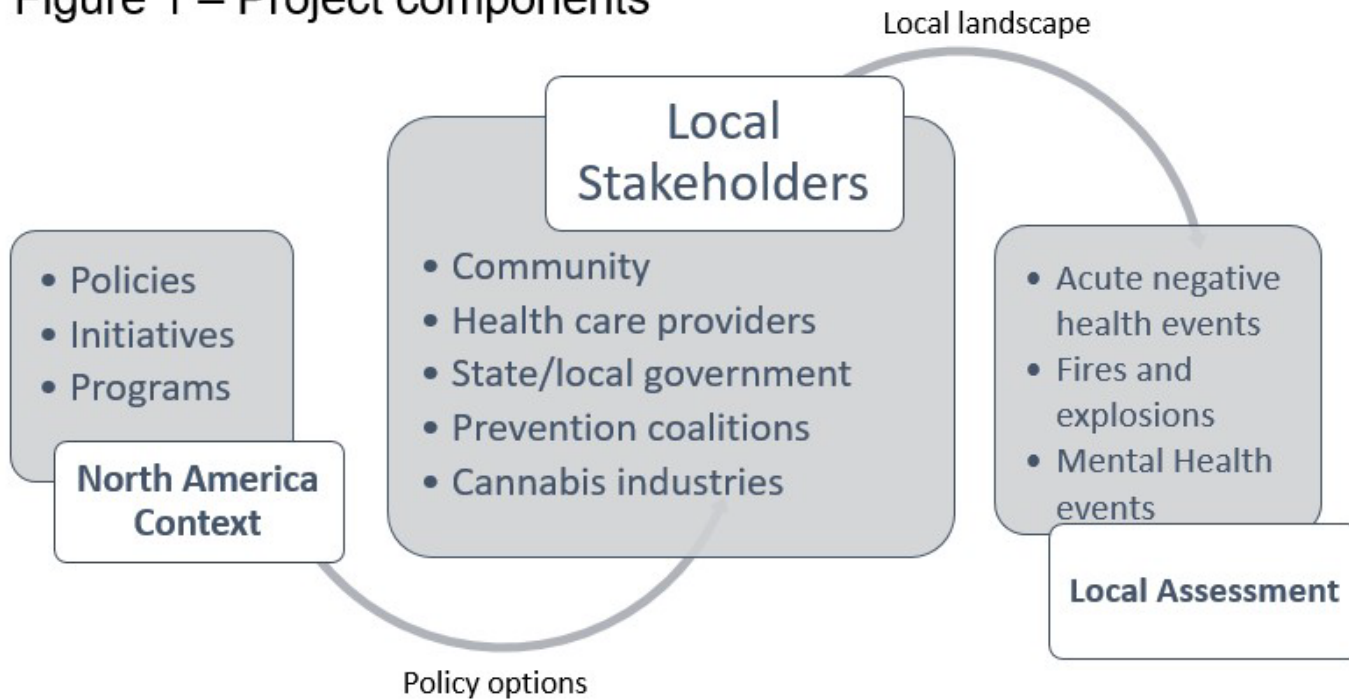 Figure 1 – Project components
Local landscape
Local
Stakeholders
• Community
• Health care providers
• State/local government
• Prevention coalitions
• Cannabis industries
• Policies
• Initiatives
• Programs
North America
Context
• Acute negative
health events
• Fires and
explosions
• Mental Health
events
Local Assessment
Policy options